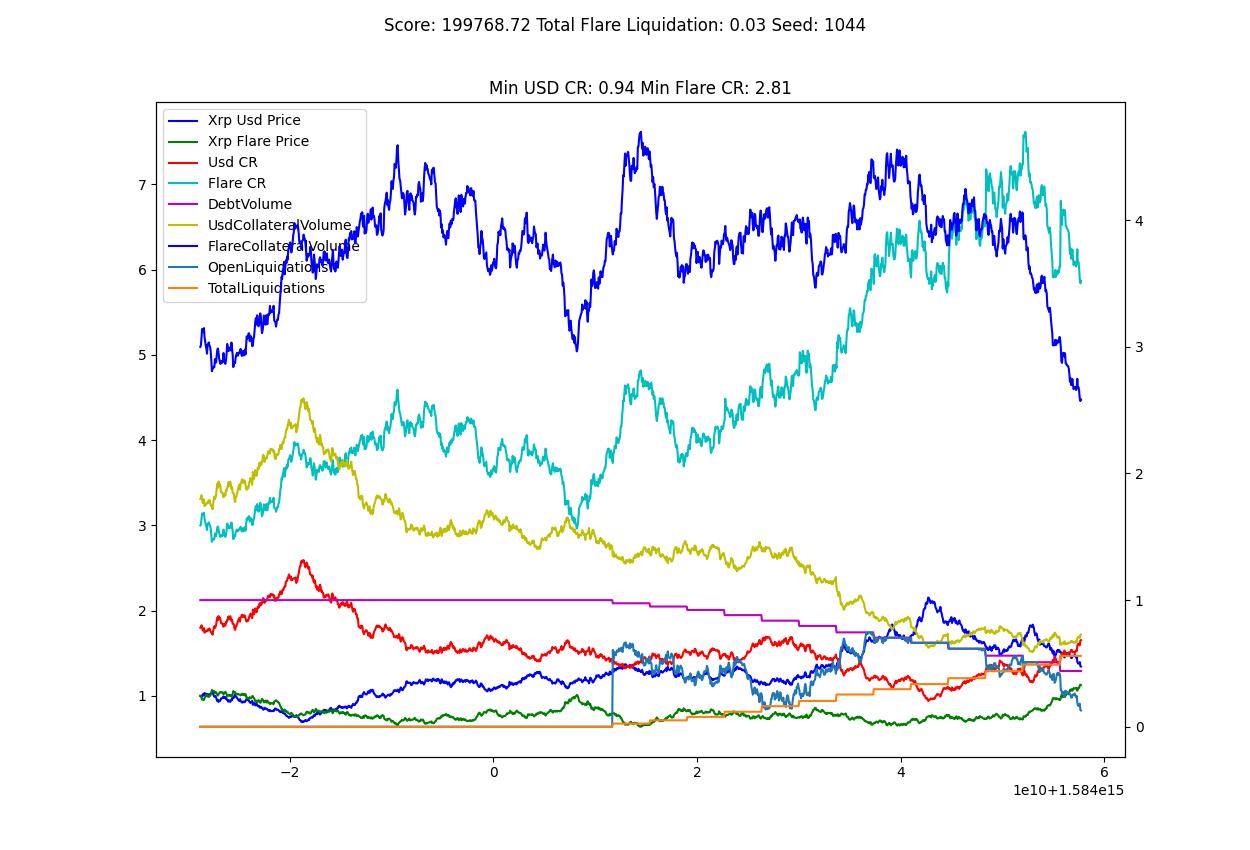 Score: 199768.72 Total Flare Liquidation: 0.03 Seed: 1044
Min USD CR: 0.94 Min Flare CR: 2.81
Xrp Usd Price
Xrp Flare Price
Usd CR
Flare CR
DebtVolume
UsdCollateralVolume
FlareCollateralVolume
OpenLiquidations
TotalLiquidations
7
6
5
4
3
2
1
4
3
2
1
0
−2
0
2
4
6
1e10+1.584e15